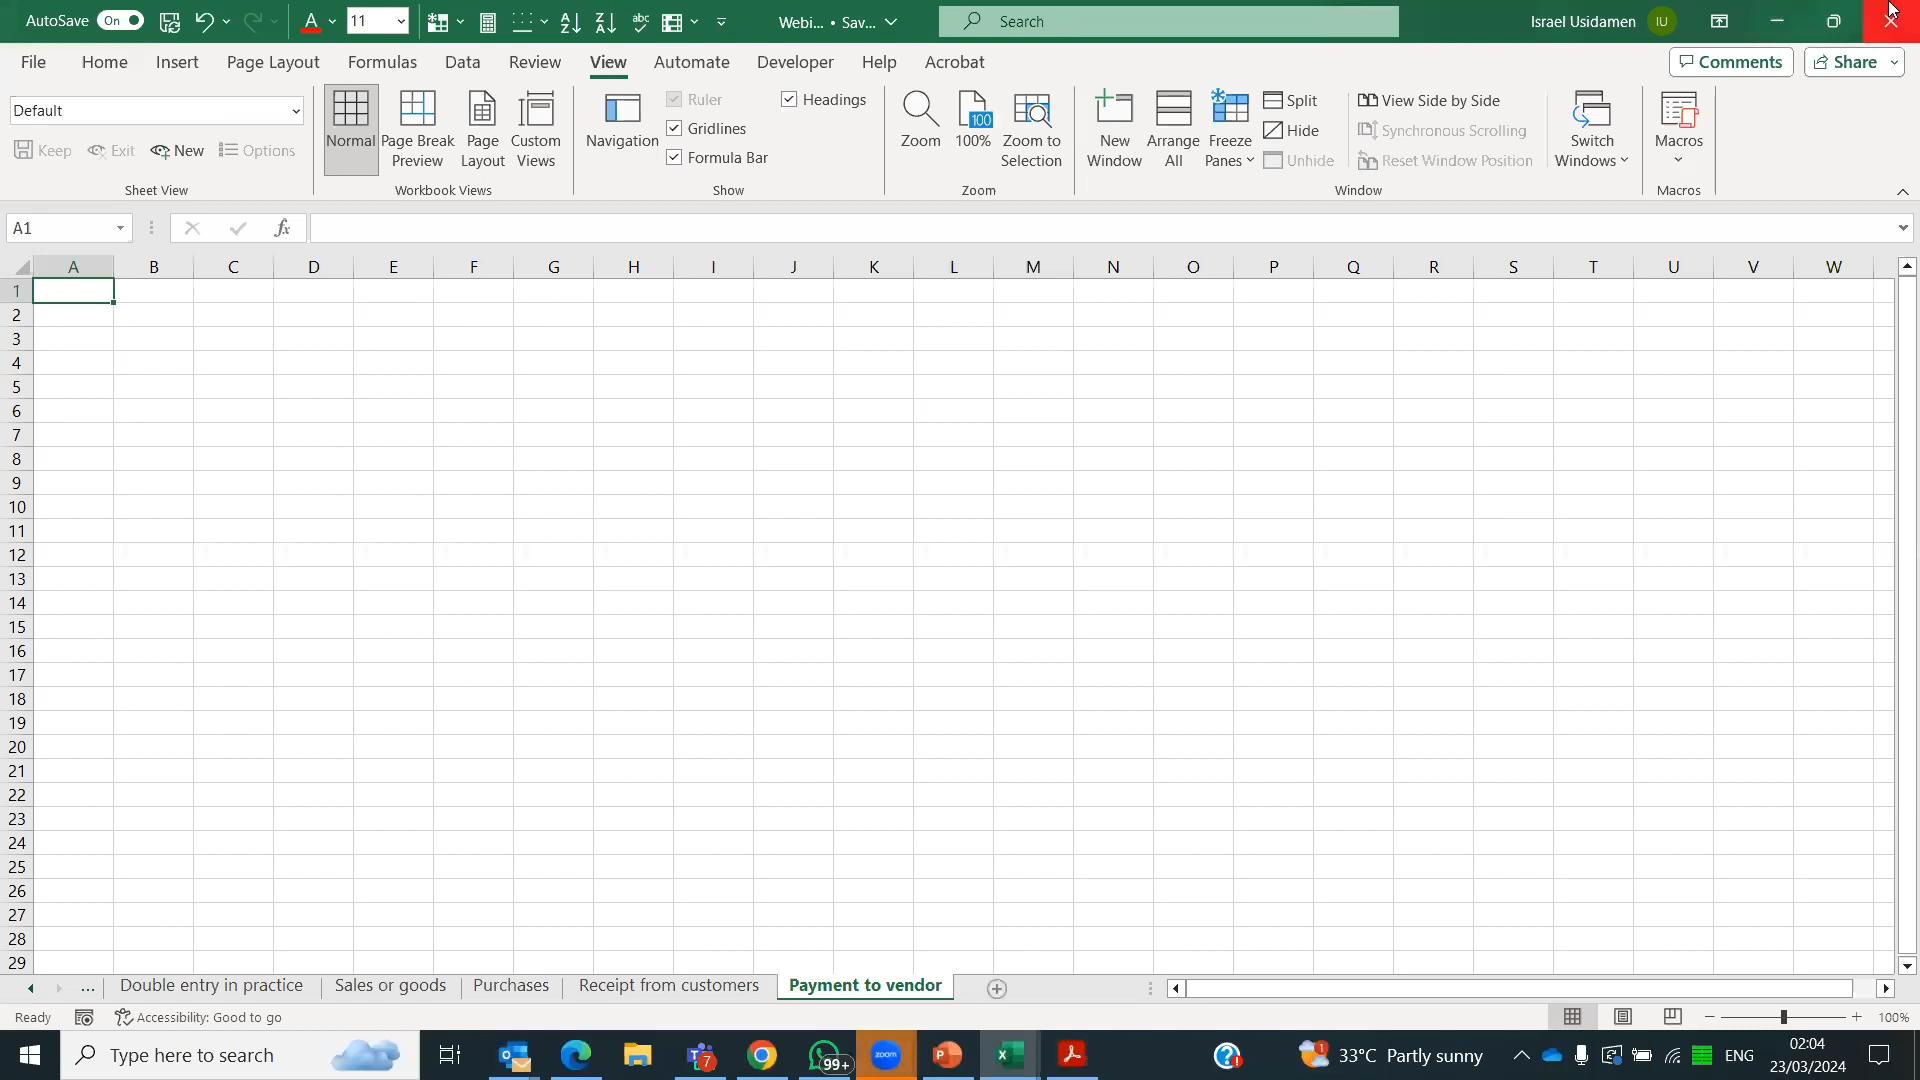 AutoSave On 11 Webi... • Sav... Search Israel Usidamen IU
File Home Insert Page Layout Formulas Data Review View Automate Developer Help Acrobat Comments Share
Default
Keep Exit New Options
Sheet View
Normal Page Break Preview Page Layout Custom Views
Workbook Views
Navigation
Ruler
Gridlines
Formula Bar
Headings
Show
Zoom 100 100% Zoom to Selection
Zoom
New Window Arrange All Freeze Panes
Split
Hide
Unhide
View Side by Side
Synchronous Scrolling
Reset Window Position
Switch Windows
Window
Macros
Macros
A1 fx
A B C D E F G H I J K L M N O P Q R S T U V W
1
2
3
4
5
6
7
8
9
10
11
12
13
14
15
16
17
18
19
20
21
22
23
24
25
26
27
28
29
... Double entry in practice Sales or goods Purchases Receipt from customers Payment to vendor
Ready Accessibility: Good to go 100%
Type here to search 7 99+ zoom 1 33°C Partly sunny ENG 02:04
23/03/2024